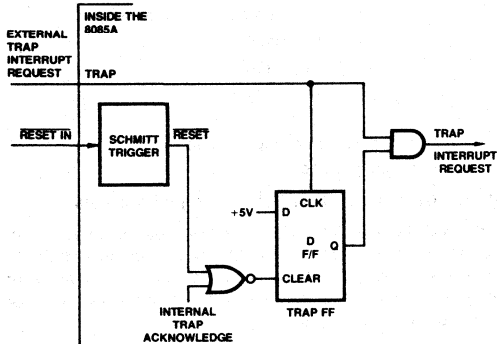 INSIDE THE
8085A
EXTERNAL
TRAP
INTERRUPT
REQUEST
TRAP
RESET IN
SCHMITT
TRIGGER
RESET
TRAP
INTERRUPT
REQUEST
+5V
D
CLK
D
F/F
Q
CLEAR
TRAP FF
INTERNAL
TRAP
ACKNOWLEDGE